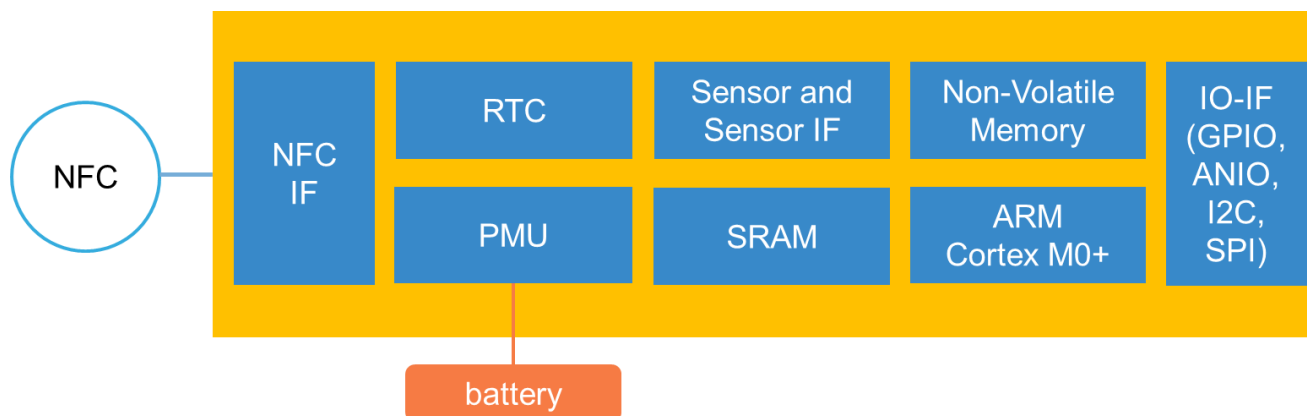 NFC
NFC
IF
RTC
PMU
Sensor and
Sensor IF
SRAM
Non-Volatile
Memory
ARM
Cortex M0+
IO-IF
(GPIO,
ANIO,
I2C,
SPI)
battery